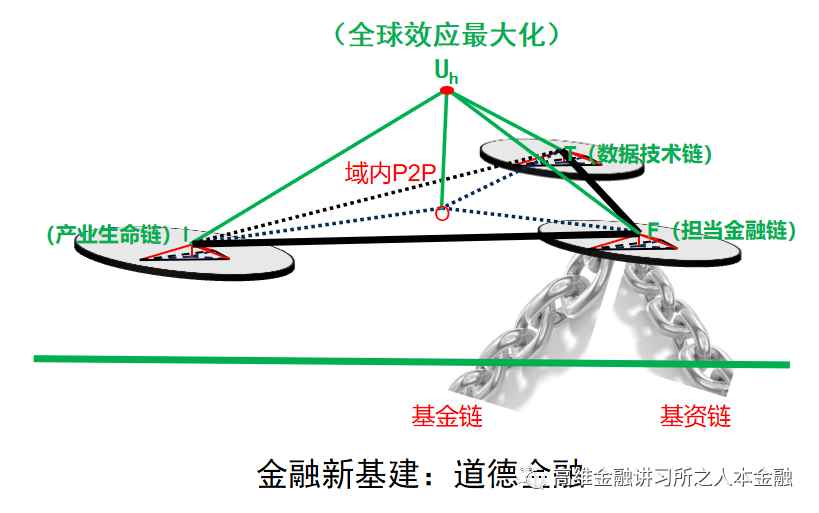 （全球效应最大化）
Uh
T（数据技术链）
域内P2P
O
（产业生命链）I
F（担当金融链）
基金链
基资链
金融新基建：道德金融
高维金融讲习所之人本金融